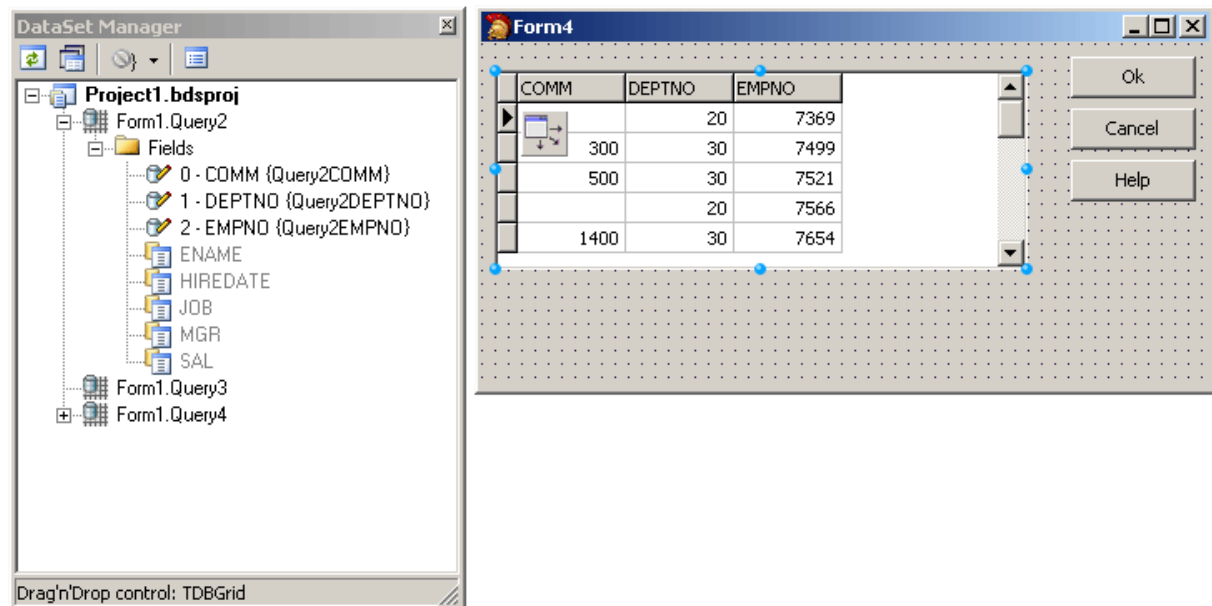 DataSet Manager
Project1.bdsproj
Form1.Query2
Fields
0 - COMM {Query2COMM}
1 - DEPTNO {Query2DEPTNO}
2 - EMPNO {Query2EMPNO}
ENAME
HIREDATE
JOB
MGR
SAL
Form1.Query3
Form1.Query4
Drag'n'Drop control: TDBGrid
Form4
COMM DEPTNO EMPNO
20 7369
300 30 7499
500 30 7521
20 7566
1400 30 7654
Ok
Cancel
Help